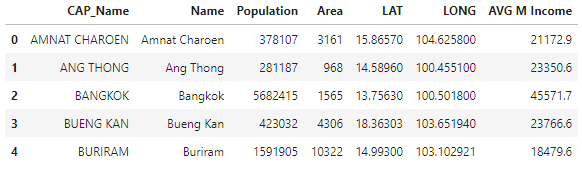 CAP_Name Name Population Area LAT LONG AVG M Income
0 AMNAT CHAROEN Amnat Charoen 378107 3161 15.86570 104.625800 21172.9
1 ANG THONG Ang Thong 281187 968 14.58960 100.455100 23350.6
2 BANGKOK Bangkok 5682415 1565 13.75630 100.501800 45571.7
3 BUENG KAN Bueng Kan 423032 4306 18.36303 103.651940 23766.6
4 BURIRAM Buriram 1591905 10322 14.99300 103.102921 18479.6